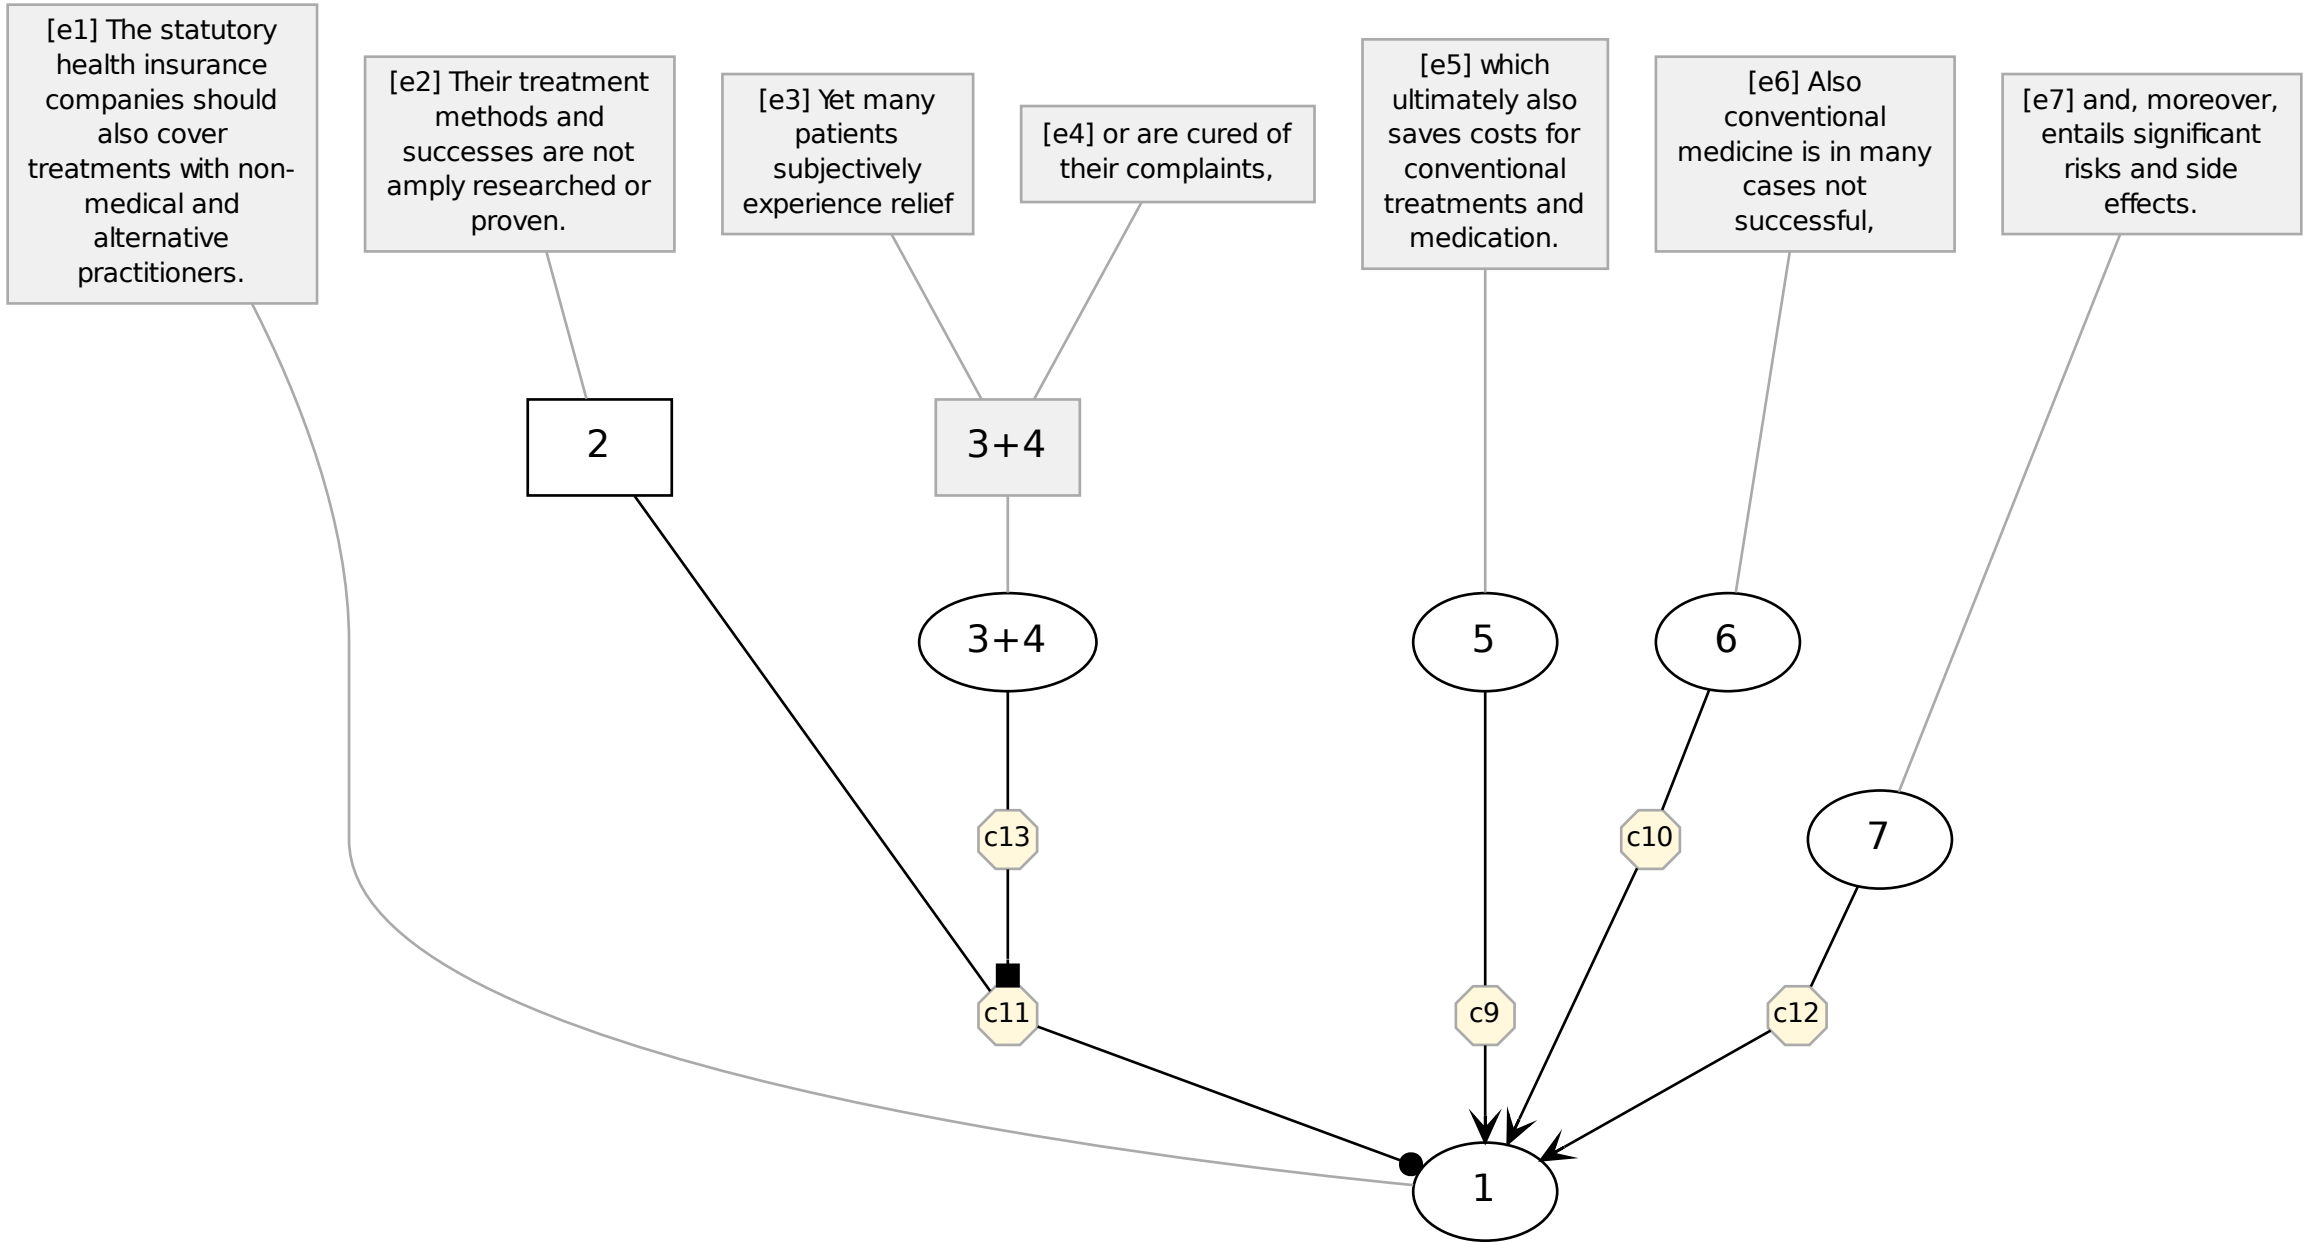 [e1] The statutory
health insurance
companies should
also cover
treatments with non-
medical and
alternative
practitioners.
[e2] Their treatment
methods and
successes are not
amply researched or
proven.
[e3] Yet many
patients
subjectively
experience relief
[e4] or are cured of
their complaints,
[e5] which
ultimately also
saves costs for
conventional
treatments and
medication.
[e6] Also
conventional
medicine is in many
cases not
successful,
[e7] and, moreover,
entails significant
risks and side
effects.
2
3+4
3+4
5
6
c13
c10
7
c11
c9
c12
1